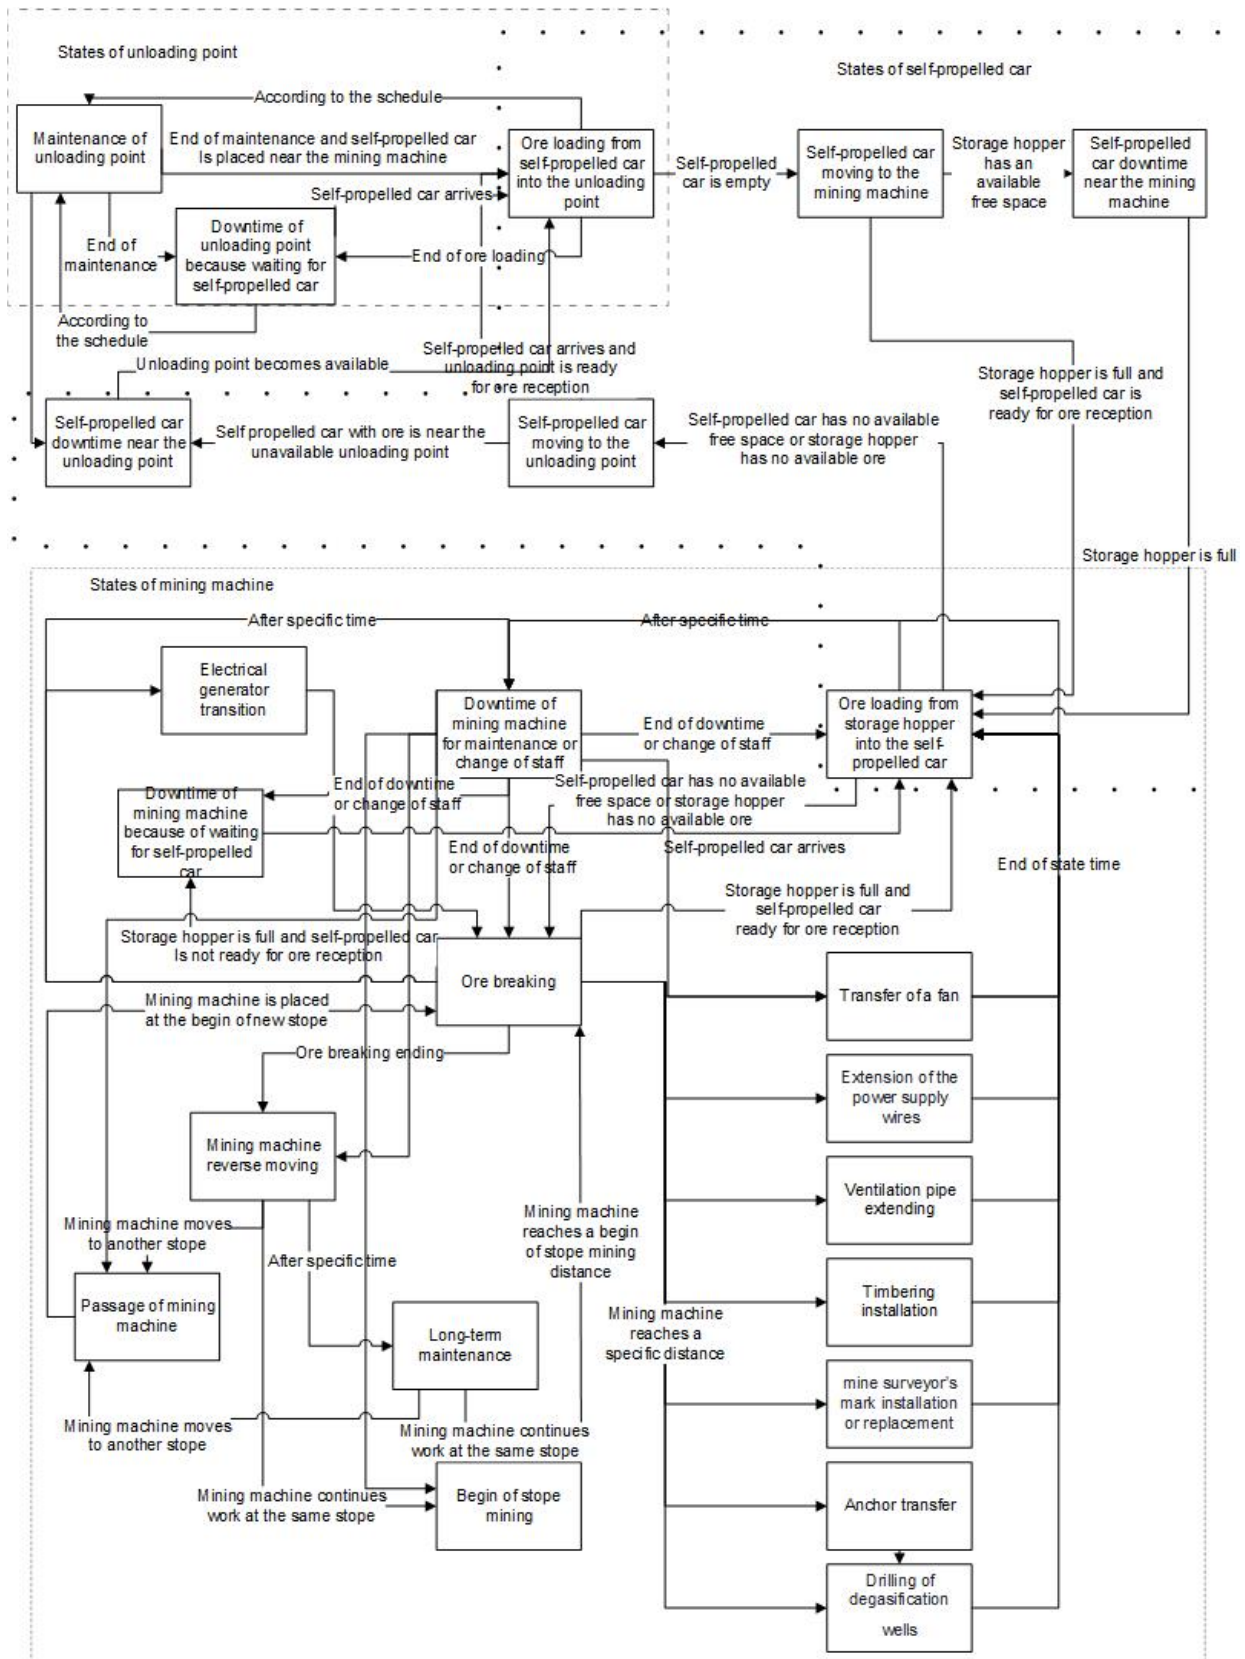 States of unloading point
States of self-propelled car
According to the schedule
Maintenance of
unloading point
End of maintenance and self-propelled car
Is placed near the mining machine
Ore loading from
self-propelled car
into the unloading
point
Self-propelled
car is empty
Self-propelled car
moving to the
mining machine
Storage hopper
has an
available
free space
Self-propelled
car downtime
near the mining
machine
Self-propelled car arrives
Downtime of
unloading point
because waiting for
self-propelled car
End of
maintenance
End of ore loading
According to
the schedule
Unloading point becomes available
Self-propelled car arrives and
unloading point is ready
for ore reception
Storage hopper is full and
self-propelled car is
ready for ore reception
Self-propelled car
downtime near the
unloading point
Self propelled car with ore is near the
unavailable unloading point
Self-propelled car
moving to the
unloading point
Self-propelled car has no available
free space or storage hopper
has no available ore
Storage hopper is full
States of mining machine
After specific time
After specific time
Electrical
generator
transition
Downtime of
mining machine
for maintenance or
change of staff
End of downtime
or change of staff
Ore loading from
storage hopper
into the self-
propelled car
End of downtime
or change of staff
Self-propelled car has no available
free space or storage hopper
has no available ore
Downtime of
mining machine
because of waiting
for self-propelled
car
End of downtime
or change of staff
Self-propelled car arrives
End of state time
Storage hopper is full and
self-propelled car
ready for ore reception
Storage hopper is full and self-propelled car
Is not ready for ore reception
Ore breaking
Transfer of a fan
Mining machine is placed
at the begin of new stope
Ore breaking ending
Extension of the
power supply
wires
Mining machine
reverse moving
Ventilation pipe
extending
Mining machine moves
to another stope
Mining machine
reaches a begin
of stope mining
distance
After specific time
Passage of mining
machine
Timbering
installation
Mining machine
reaches a
specific distance
Long-term
maintenance
mine surveyor's
mark installation
or replacement
Mining machine moves
to another stope
Mining machine continues
work at the same stope
Mining machine continues
work at the same stope
Begin of stope
mining
Anchor transfer
Drilling of
degasification
wells